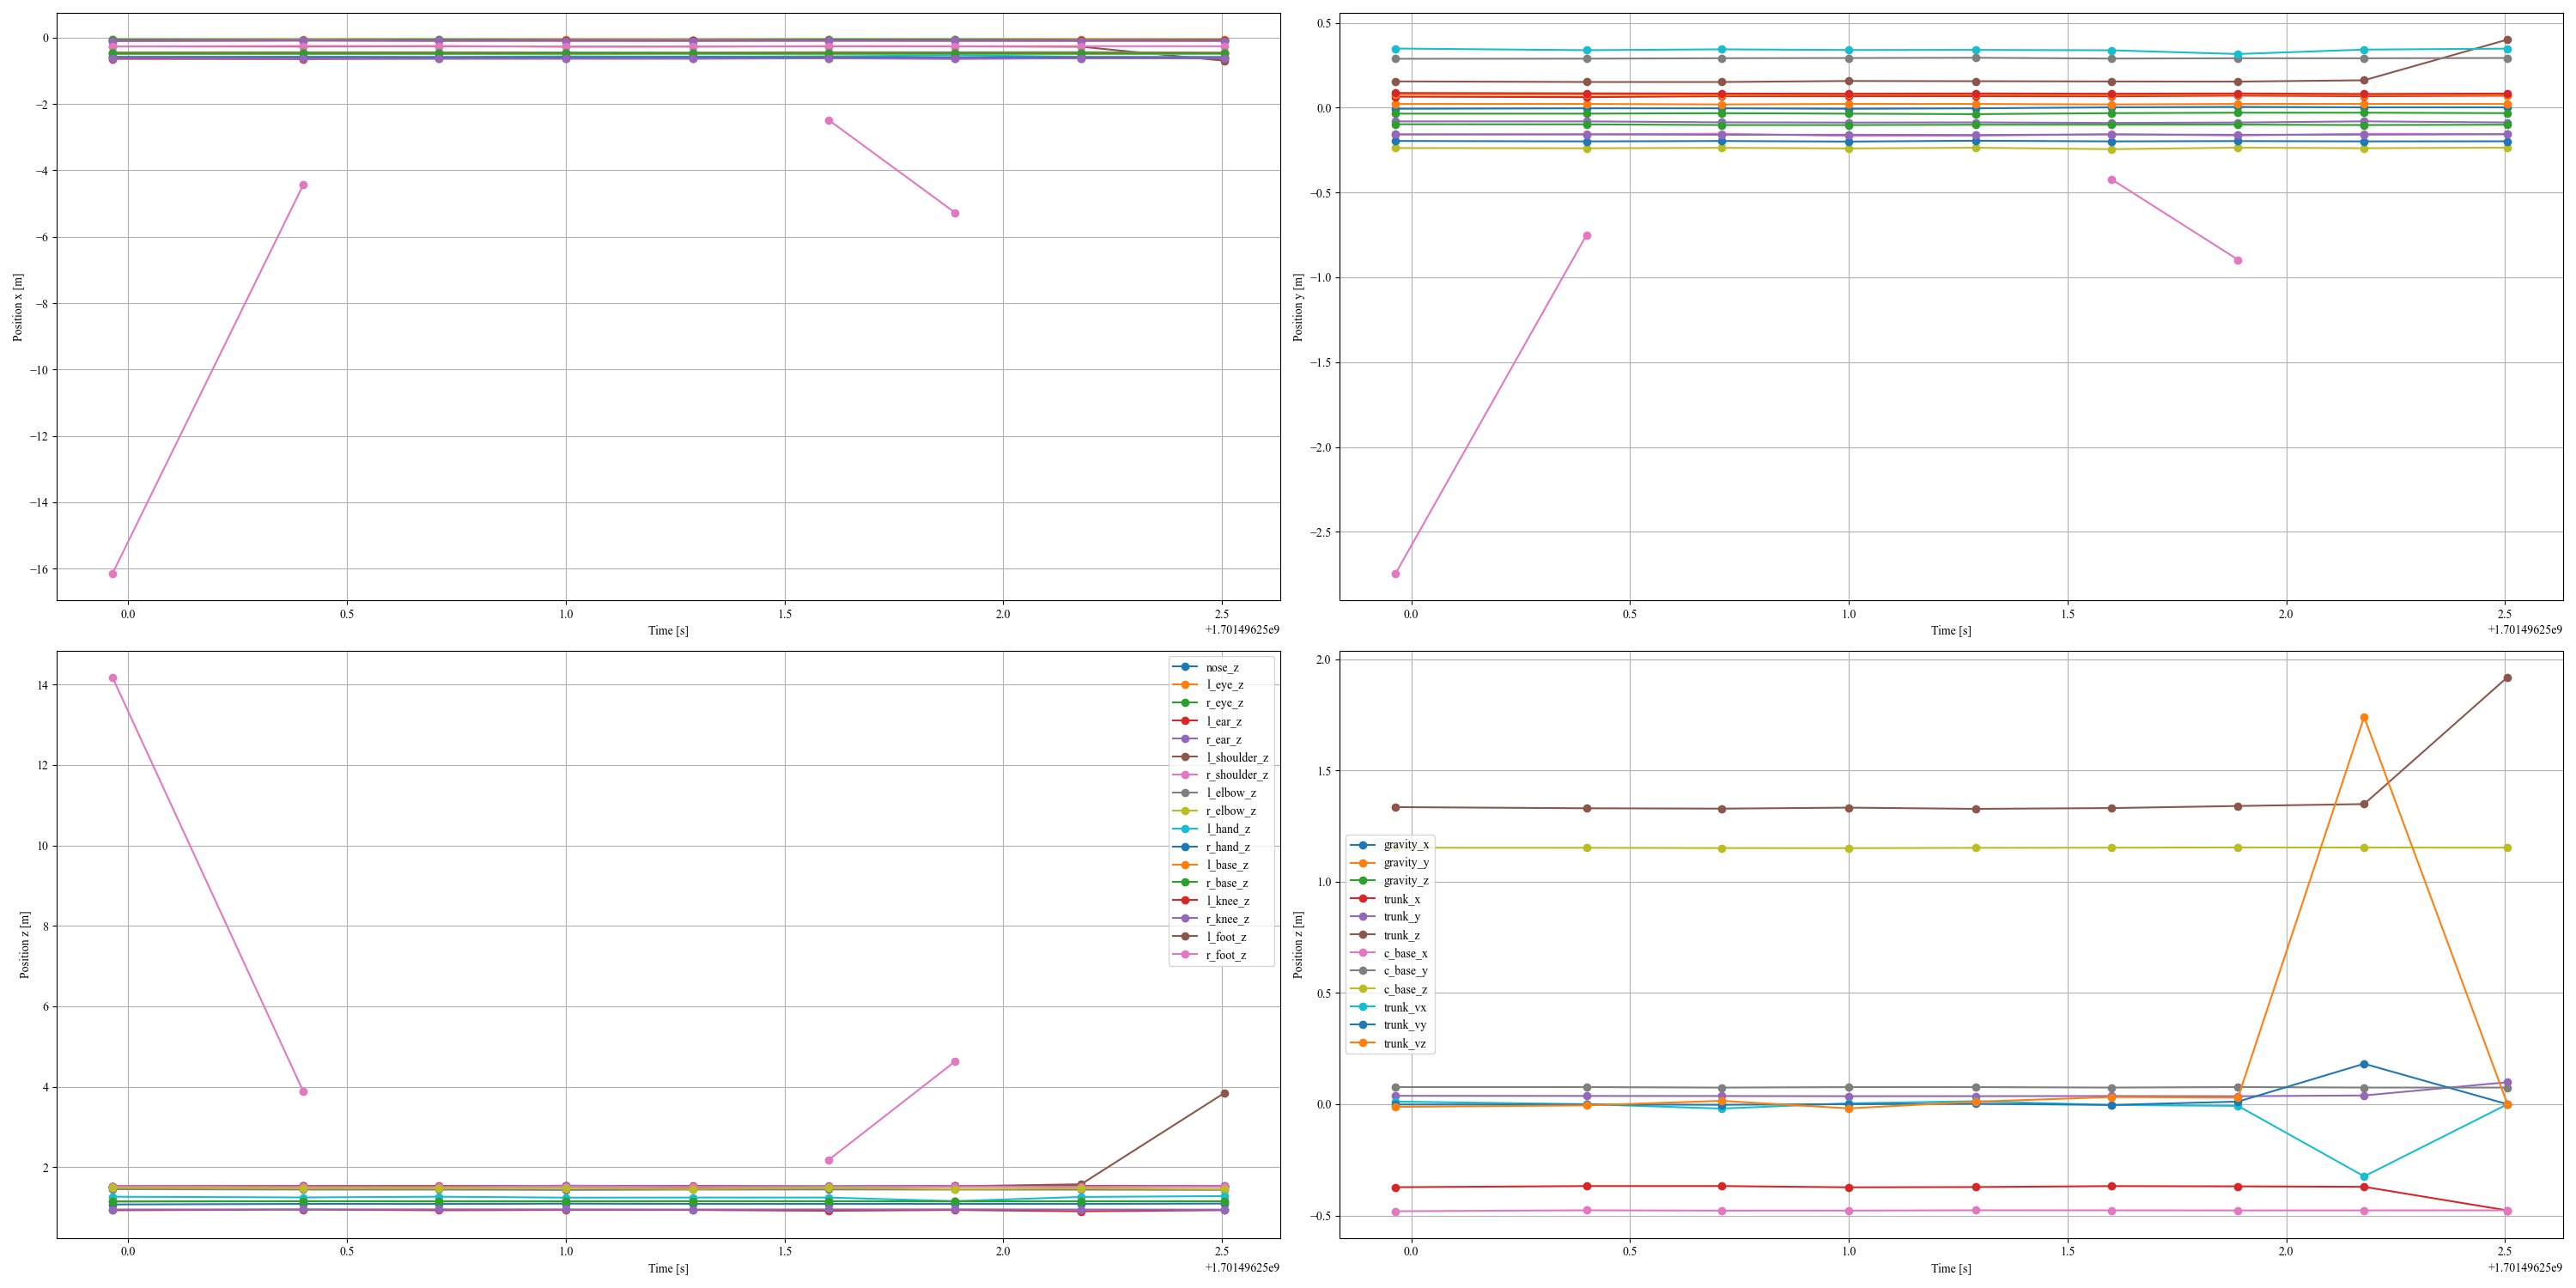 0
−2
−4
−6
−8
−10
−12
−14
−16
Position x [m]
0.0 0.5 1.0 1.5 2.0 2.5
Time [s]
+1.70149625e9
0.5
0.0
−0.5
−1.0
−1.5
−2.0
−2.5
Position y [m]
0.0 0.5 1.0 1.5 2.0 2.5
Time [s]
+1.70149625e9
14
12
10
8
6
4
2
Position z [m]
nose_z
l_eye_z
r_eye_z
l_ear_z
r_ear_z
l_shoulder_z
r_shoulder_z
l_elbow_z
r_elbow_z
l_hand_z
r_hand_z
l_base_z
r_base_z
l_knee_z
r_knee_z
l_foot_z
r_foot_z
0.0 0.5 1.0 1.5 2.0 2.5
Time [s]
+1.70149625e9
2.0
1.5
1.0
0.5
0.0
−0.5
Position z [m]
gravity_x
gravity_y
gravity_z
trunk_x
trunk_y
trunk_z
c_base_x
c_base_y
c_base_z
trunk_vx
trunk_vy
trunk_vz
0.0 0.5 1.0 1.5 2.0 2.5
Time [s]
+1.70149625e9